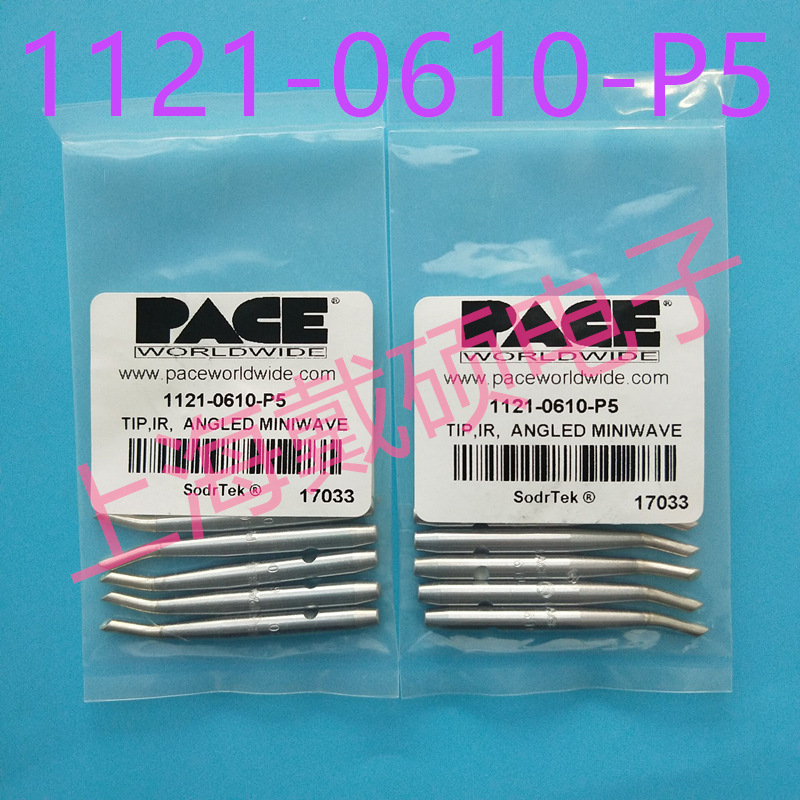 1121-0610-P5
PACE®
WORLDWIDE
www.paceworldwide.com
1121-0610-P5
TIP,IR, ANGLED MINIWAVE
SodrTek ®
17033
PACE®
WORLDWIDE
www.paceworldwide.com
1121-0610-P5
TIP,IR, ANGLED MINIWAVE
SodrTek ®
17033
上海戴硕电子